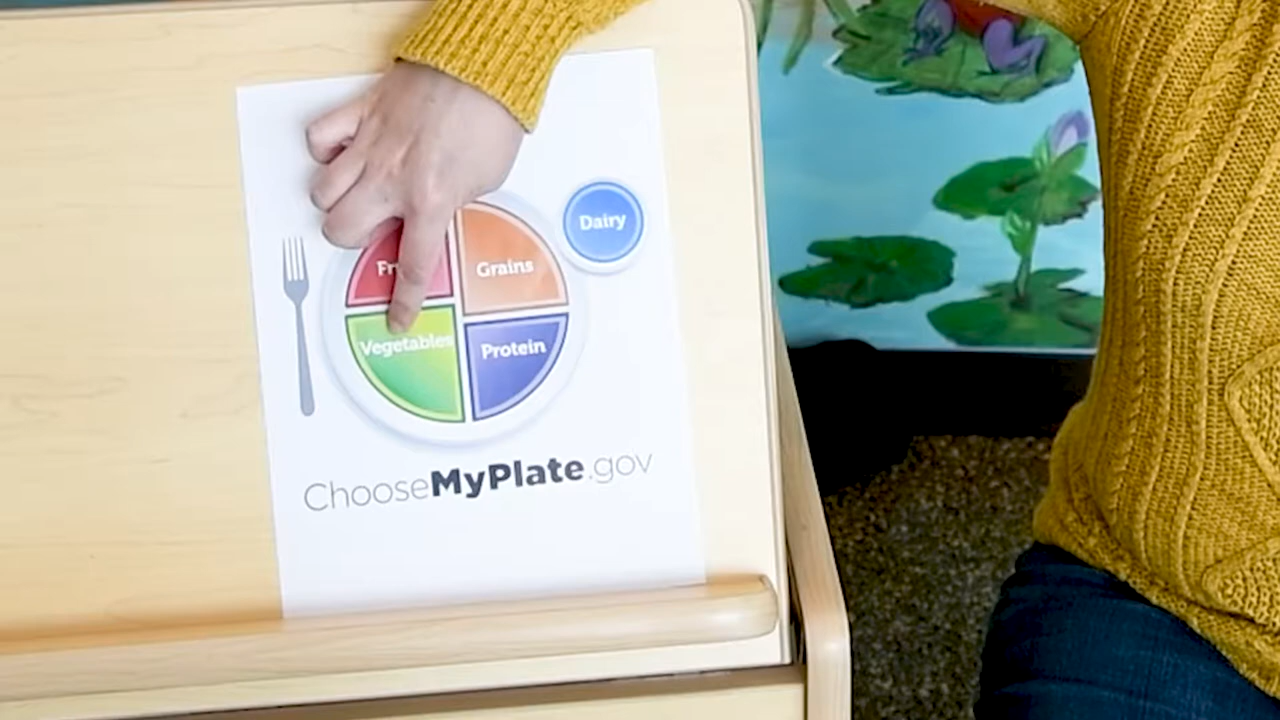 Dairy
Grains
Vegetables
Protein
ChooseMyPlate.gov